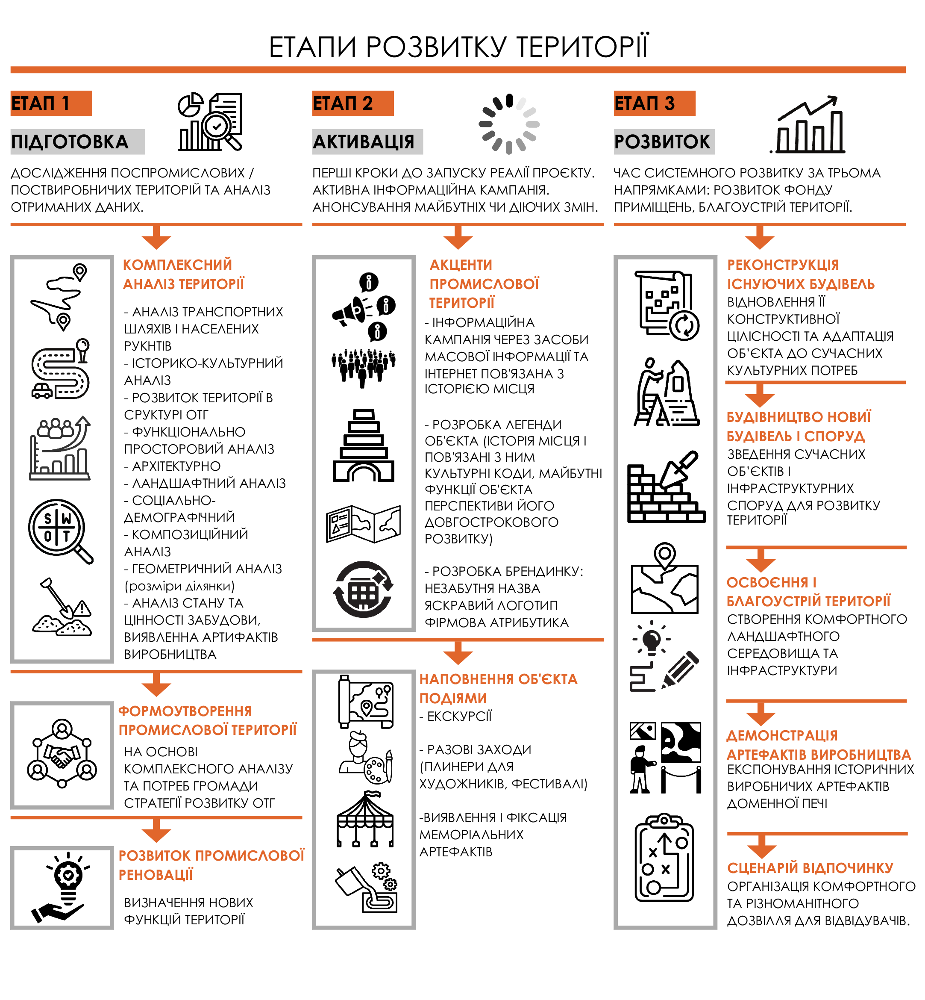 ЕТАПИ РОЗВИТКУ ТЕРИТОРІЇ
ЕТАП 1
ПІДГОТОВКА
ДОСЛІДЖЕННЯ ПОСПРОМИСЛОВИХ /
ПОСТВИРОБНИЧИХ ТЕРИТОРІЙ ТА АНАЛІЗ
ОТРИМАНИХ ДАНИХ.
КОМПЛЕКСНИЙ
АНАЛІЗ ТЕРИТОРІЇ
- АНАЛІЗ ТРАНСПОРТНИХ
ШЛЯХІВ І НАСЕЛЕНИХ
РУКНТІВ
- ІСТОРИКО-КУЛЬТУРНИЙ
АНАЛІЗ
- РОЗВИТОК ТЕРИТОРІЇ В
СРУКТУРІ ОТГ
- ФУНКЦІОНАЛЬНО
ПРОСТОРОВИЙ АНАЛІЗ
- АРХІТЕКТУРНО
- ЛАНДШАФТНИЙ АНАЛІЗ
- СОЦІАЛЬНО-
ДЕМОГРАФІЧНИЙ
- КОМПОЗИЦІЙНИЙ
АНАЛІЗ
- ГЕОМЕТРИЧНИЙ АНАЛІЗ
(розміри ділянки)
- АНАЛІЗ СТАНУ ТА
ЦІННОСТІ ЗАБУДОВИ,
ВИЯВЛЕННА АРТИФАКТІВ
ВИРОБНИЦТВА
S W
O T
ФОРМОУТВОРЕННЯ
ПРОМИСЛОВОЇ ТЕРИТОРІЇ
НА ОСНОВІ
КОМПЛЕКСНОГО АНАЛІЗУ
ТА ПОТРЕБ ГРОМАДИ
СТРАТЕГІЇ РОЗВИТКУ ОТГ
РОЗВИТОК ПРОМИСЛОВОЇ
РЕНОВАЦІЇ
ВИЗНАЧЕННЯ НОВИХ
ФУНКЦІЙ ТЕРИТОРІЇ
ЕТАП 2
АКТИВАЦІЯ
ПЕРШІ КРОКИ ДО ЗАПУСКУ РЕАЛІЇ ПРОЄКТУ.
АКТИВНА ІНФОРМАЦІЙНА КАМПАНІЯ.
АНОНСУВАННЯ МАЙБУТНІХ ЧИ ДІЮЧИХ ЗМІН.
АКЦЕНТИ
ПРОМИСЛОВОЇ
ТЕРИТОРІЇ
- ІНФОРМАЦІЙНА
КАМПАНІЯ ЧЕРЕЗ ЗАСОБИ
МАСОВОЇ ІНФОРМАЦІЇ ТА
ІНТЕРНЕТ ПОВ'ЯЗАНА З
ІСТОРІЄЮ МІСЦЯ
- РОЗРОБКА ЛЕГЕНДИ
ОБ'ЄКТА (ІСТОРІЯ МІСЦЯ І
ПОВ'ЯЗАНІ З НИМ
КУЛЬТУРНІ КОДИ, МАЙБУТНІ
ФУНКЦІЇ ОБ'ЄКТА
ПЕРСПЕКТИВИ ЙОГО
ДОВГОСТРОКОВОГО
РОЗВИТКУ)
- РОЗРОБКА БРЕНДИНКУ:
НЕЗАБУТНЯ НАЗВА
ЯСКРАВИЙ ЛОГОТИП
ФІРМОВА АТРИБУТИКА
НАПОВНЕННЯ ОБ'ЄКТА
ПОДІЯМИ
- ЕКСКУРСІЇ
- РАЗОВІ ЗАХОДИ
(ПЛИНЕРИ ДЛЯ
ХУДОЖНИКІВ, ФЕСТИВАЛІ)
-ВИЯВЛЕННЯ І ФІКСАЦІЯ
МЕМОРІАЛЬНИХ
АРТЕФАКТІВ
ЕТАП 3
РОЗВИТОК
ЧАС СИСТЕМНОГО РОЗВИТКУ ЗА ТРЬОМА
НАПРЯМКАМИ: РОЗВИТОК ФОНДУ
ПРИМІЩЕНЬ, БЛАГОУСТРІЙ ТЕРИТОРІЇ.
РЕКОНСТРУКЦІЯ
ІСНУЮЧИХ БУДІВЕЛЬ
ВІДНОВЛЕННЯ ЇЇ
КОНСТРУКТИВНОЇ
ЦІЛІСНОСТІ ТА АДАПТАЦІЯ
ОБ’ЄКТА ДО СУЧАСНИХ
КУЛЬТУРНИХ ПОТРЕБ
БУДІВНИЦТВО НОВИЇ
БУДІВЕЛЬ І СПОРУД
ЗВЕДЕННЯ СУЧАСНИХ
ОБ’ЄКТІВ І
ІНФРАСТРУКТУРНИХ
СПОРУД ДЛЯ РОЗВИТКУ
ТЕРИТОРІЇ
ОСВОЄННЯ І
БЛАГОУСТРІЙ ТЕРИТОРІЇ
СТВОРЕННЯ КОМФОРТНОГО
ЛАНДШАФТНОГО
СЕРЕДОВИЩА ТА
ІНФРАСТРУКТУРИ
ДЕМОНСТРАЦІЯ
АРТЕФАКТІВ ВИРОБНИЦТВА
ЕКСПОНУВАННЯ ІСТОРИЧНИХ
ВИРОБНИЧИХ АРТЕФАКТІВ
ДОМЕННОЇ ПЕЧІ
СЦЕНАРІЙ ВІДПОЧИНКУ
ОРГАНІЗАЦІЯ КОМФОРТНОГО
ТА РІЗНОМАНІТНОГО
ДОЗВІЛЛЯ ДЛЯ ВІДВІДУВАЧІВ.